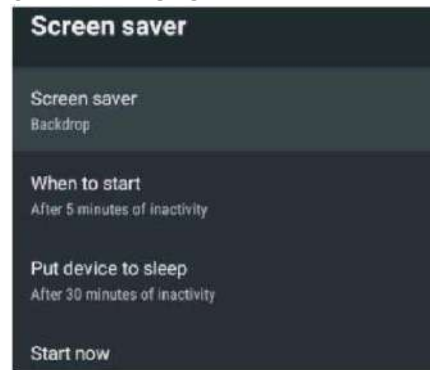 Screen saver
Screen saver
Backdrop
When to start
After 5 minutes of inactivity
Put device to sleep
After 30 minutes of inactivity
Start now